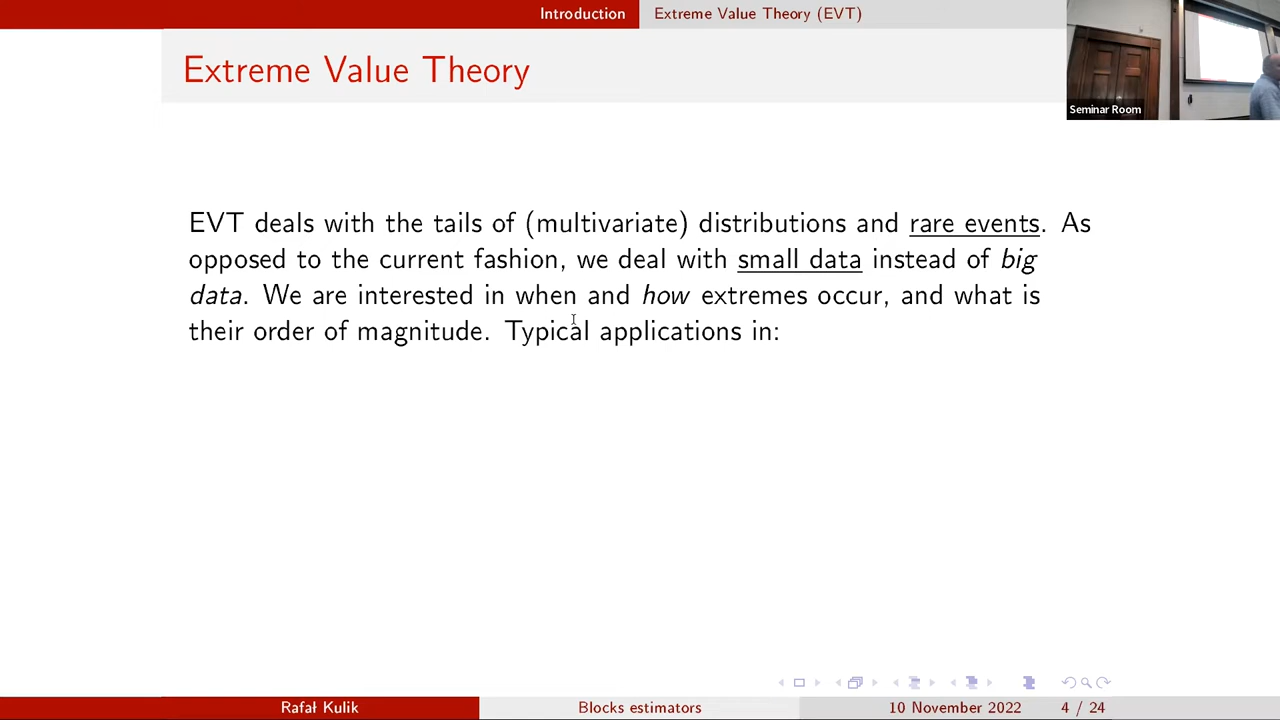 Introduction
Extreme Value Theory (EVT)
Extreme Value Theory
Seminar Room
EVT deals with the tails of (multivariate) distributions and rare events. As
opposed to the current fashion, we deal with small data instead of big
data. We are interested in when and how extremes occur, and what is
their order of magnitude. Typical applications in:
Rafał Kulik
Blocks estimators
10 November 2022
4 / 24